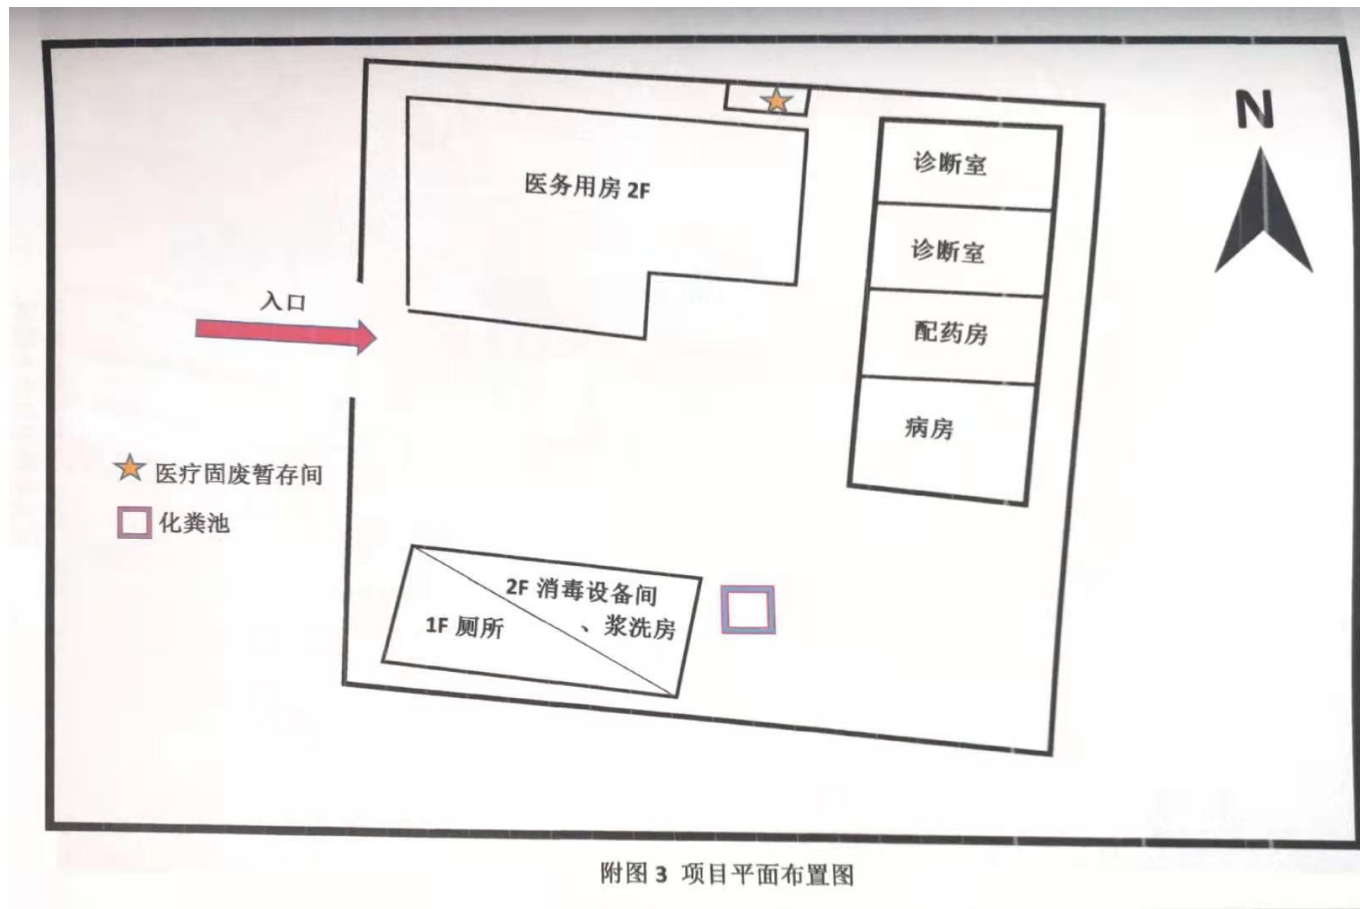 N
诊断室
医务用房 2F
诊断室
入口
配药房
病房
医疗固废暂存间
化粪池
2F 消毒设备间
、浆洗房
1F 厕所
附图 3 项目平面布置图